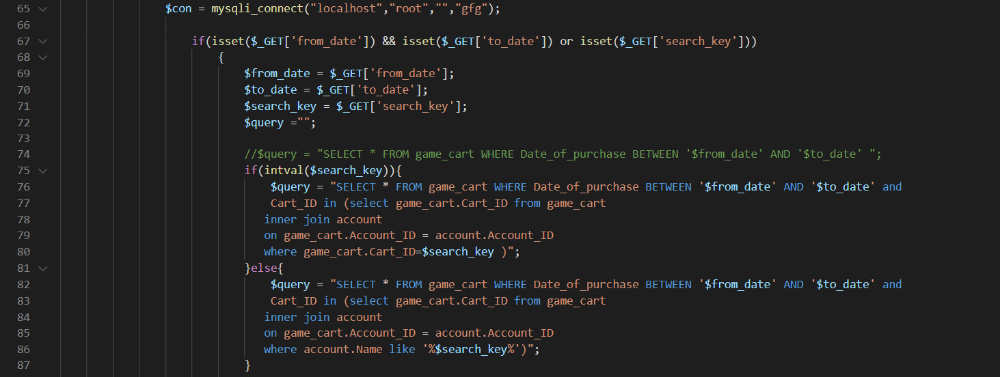 65 $con = mysqli_connect("localhost","root","","gfg");
66
67 if(isset($_GET['from_date']) && isset($_GET['to_date']) or isset($_GET['search_key']))
68 {
69 $from_date = $_GET['from_date'];
70 $to_date = $_GET['to_date'];
71 $search_key = $_GET['search_key'];
72 $query ="";
73
74 //$query = "SELECT * FROM game_cart WHERE Date_of_purchase BETWEEN '$from_date' AND '$to_date' ";
75 if(intval($search_key)){
76 $query = "SELECT * FROM game_cart WHERE Date_of_purchase BETWEEN '$from_date' AND '$to_date' and
77 Cart_ID in (select game_cart.Cart_ID from game_cart
78 inner join account
79 on game_cart.Account_ID = account.Account_ID
80 where game_cart.Cart_ID=$search_key )";
81 }else{
82 $query = "SELECT * FROM game_cart WHERE Date_of_purchase BETWEEN '$from_date' AND '$to_date' and
83 Cart_ID in (select game_cart.Cart_ID from game_cart
84 inner join account
85 on game_cart.Account_ID = account.Account_ID
86 where account.Name like '%$search_key%')";
87 }